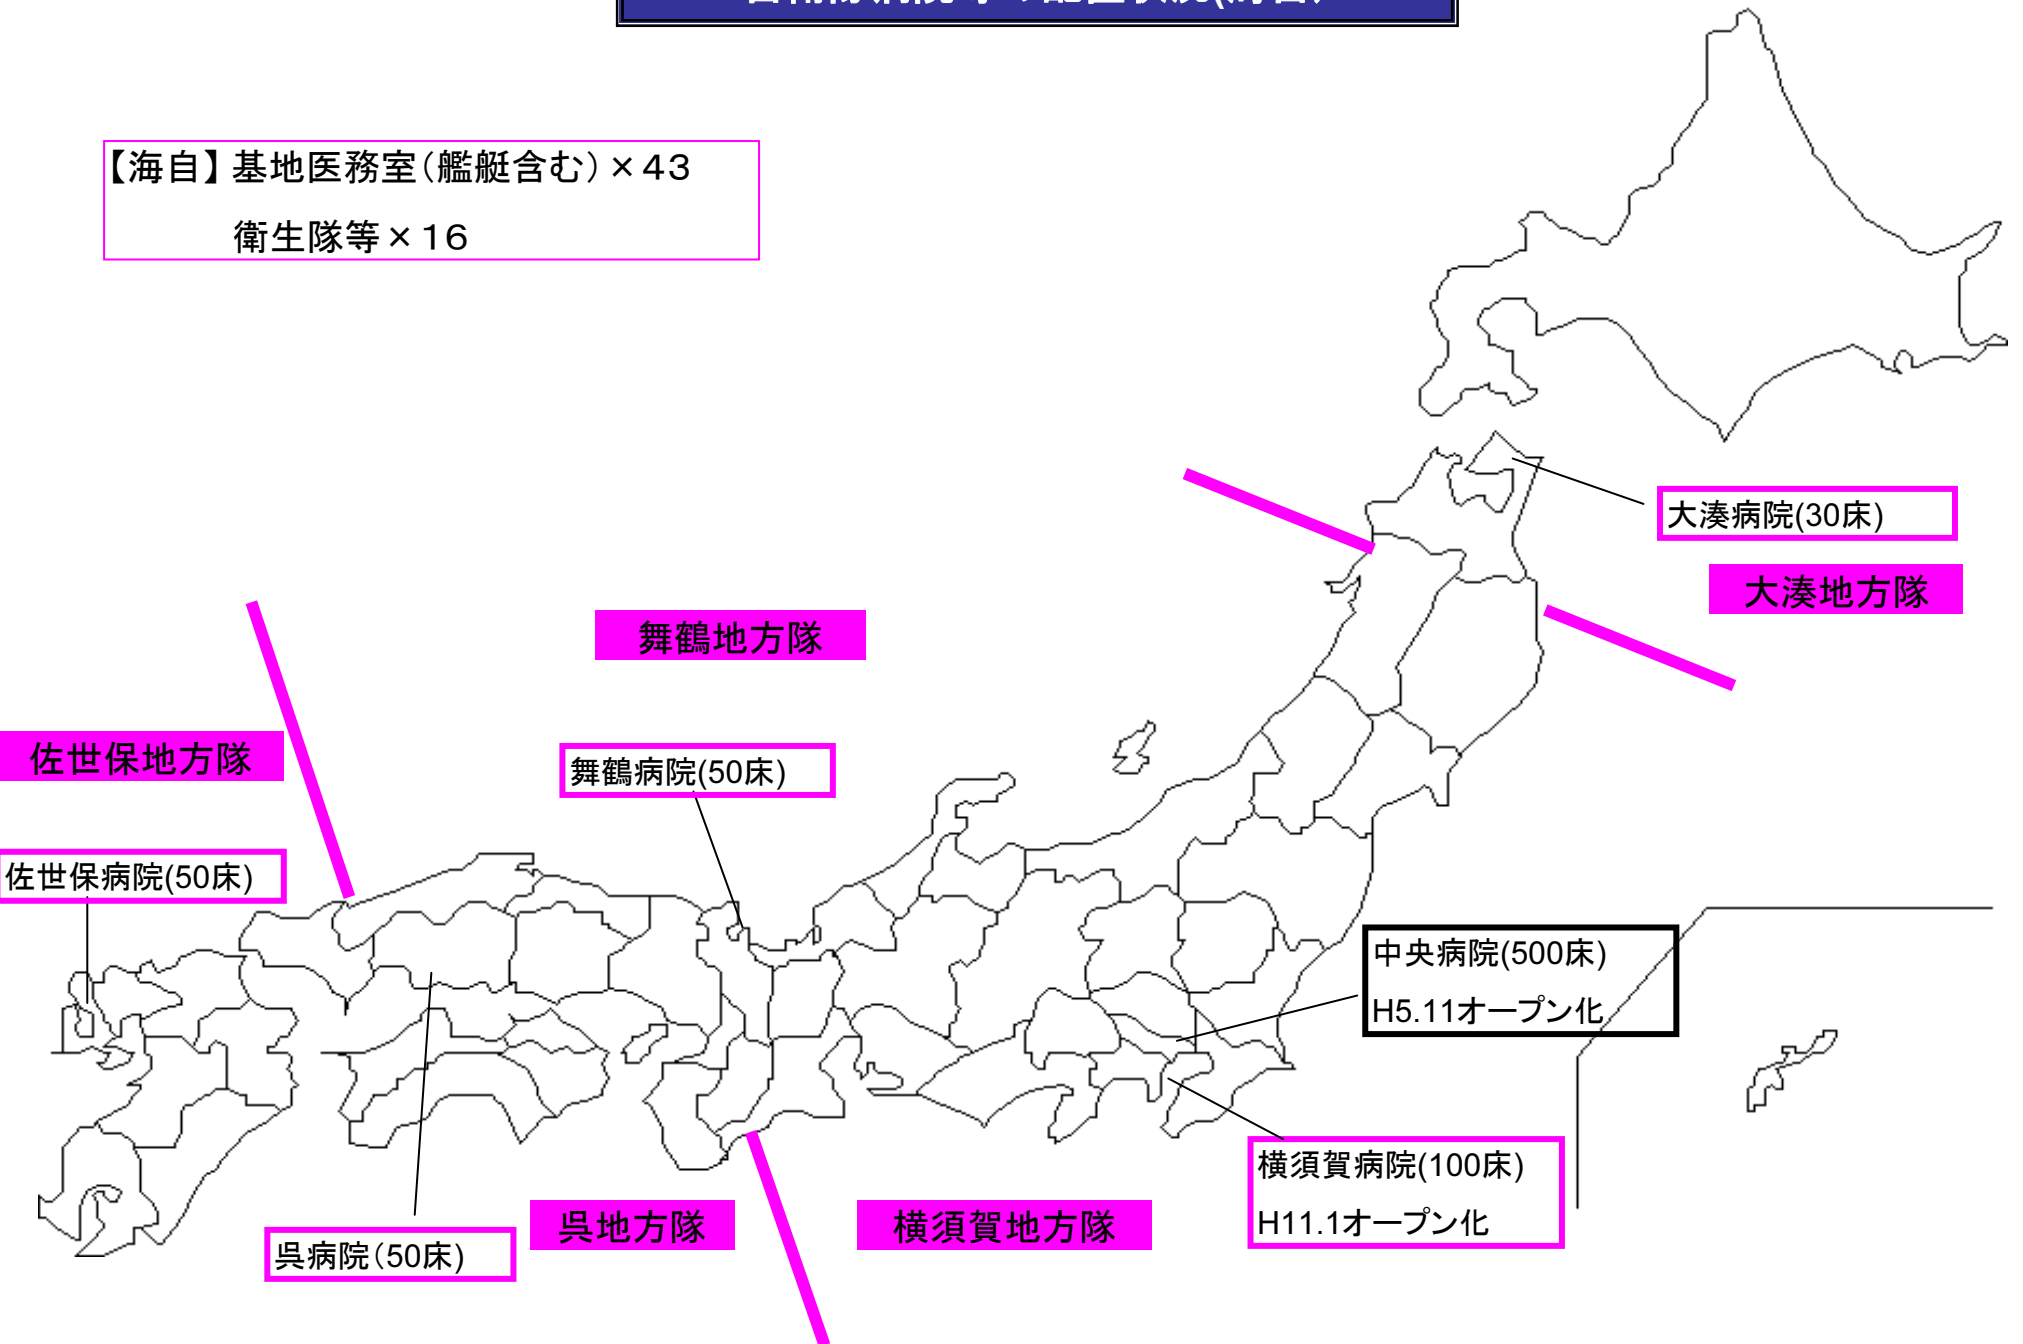 【海自】 基地医務室（艦艇含む）×４３
衛生隊等×１６
大湊病院(30床)
大湊地方隊
舞鶴地方隊
佐世保地方隊
舞鶴病院(50床)
佐世保病院(50床)
中央病院(500床)
H5.11オープン化
横須賀病院(100床)
H11.1オープン化
呉地方隊
横須賀地方隊
呉病院（50床)